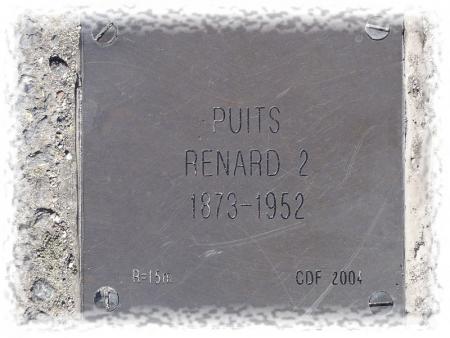 PUITS
RENARD 2
1873-1952
R=15m CDF 2004